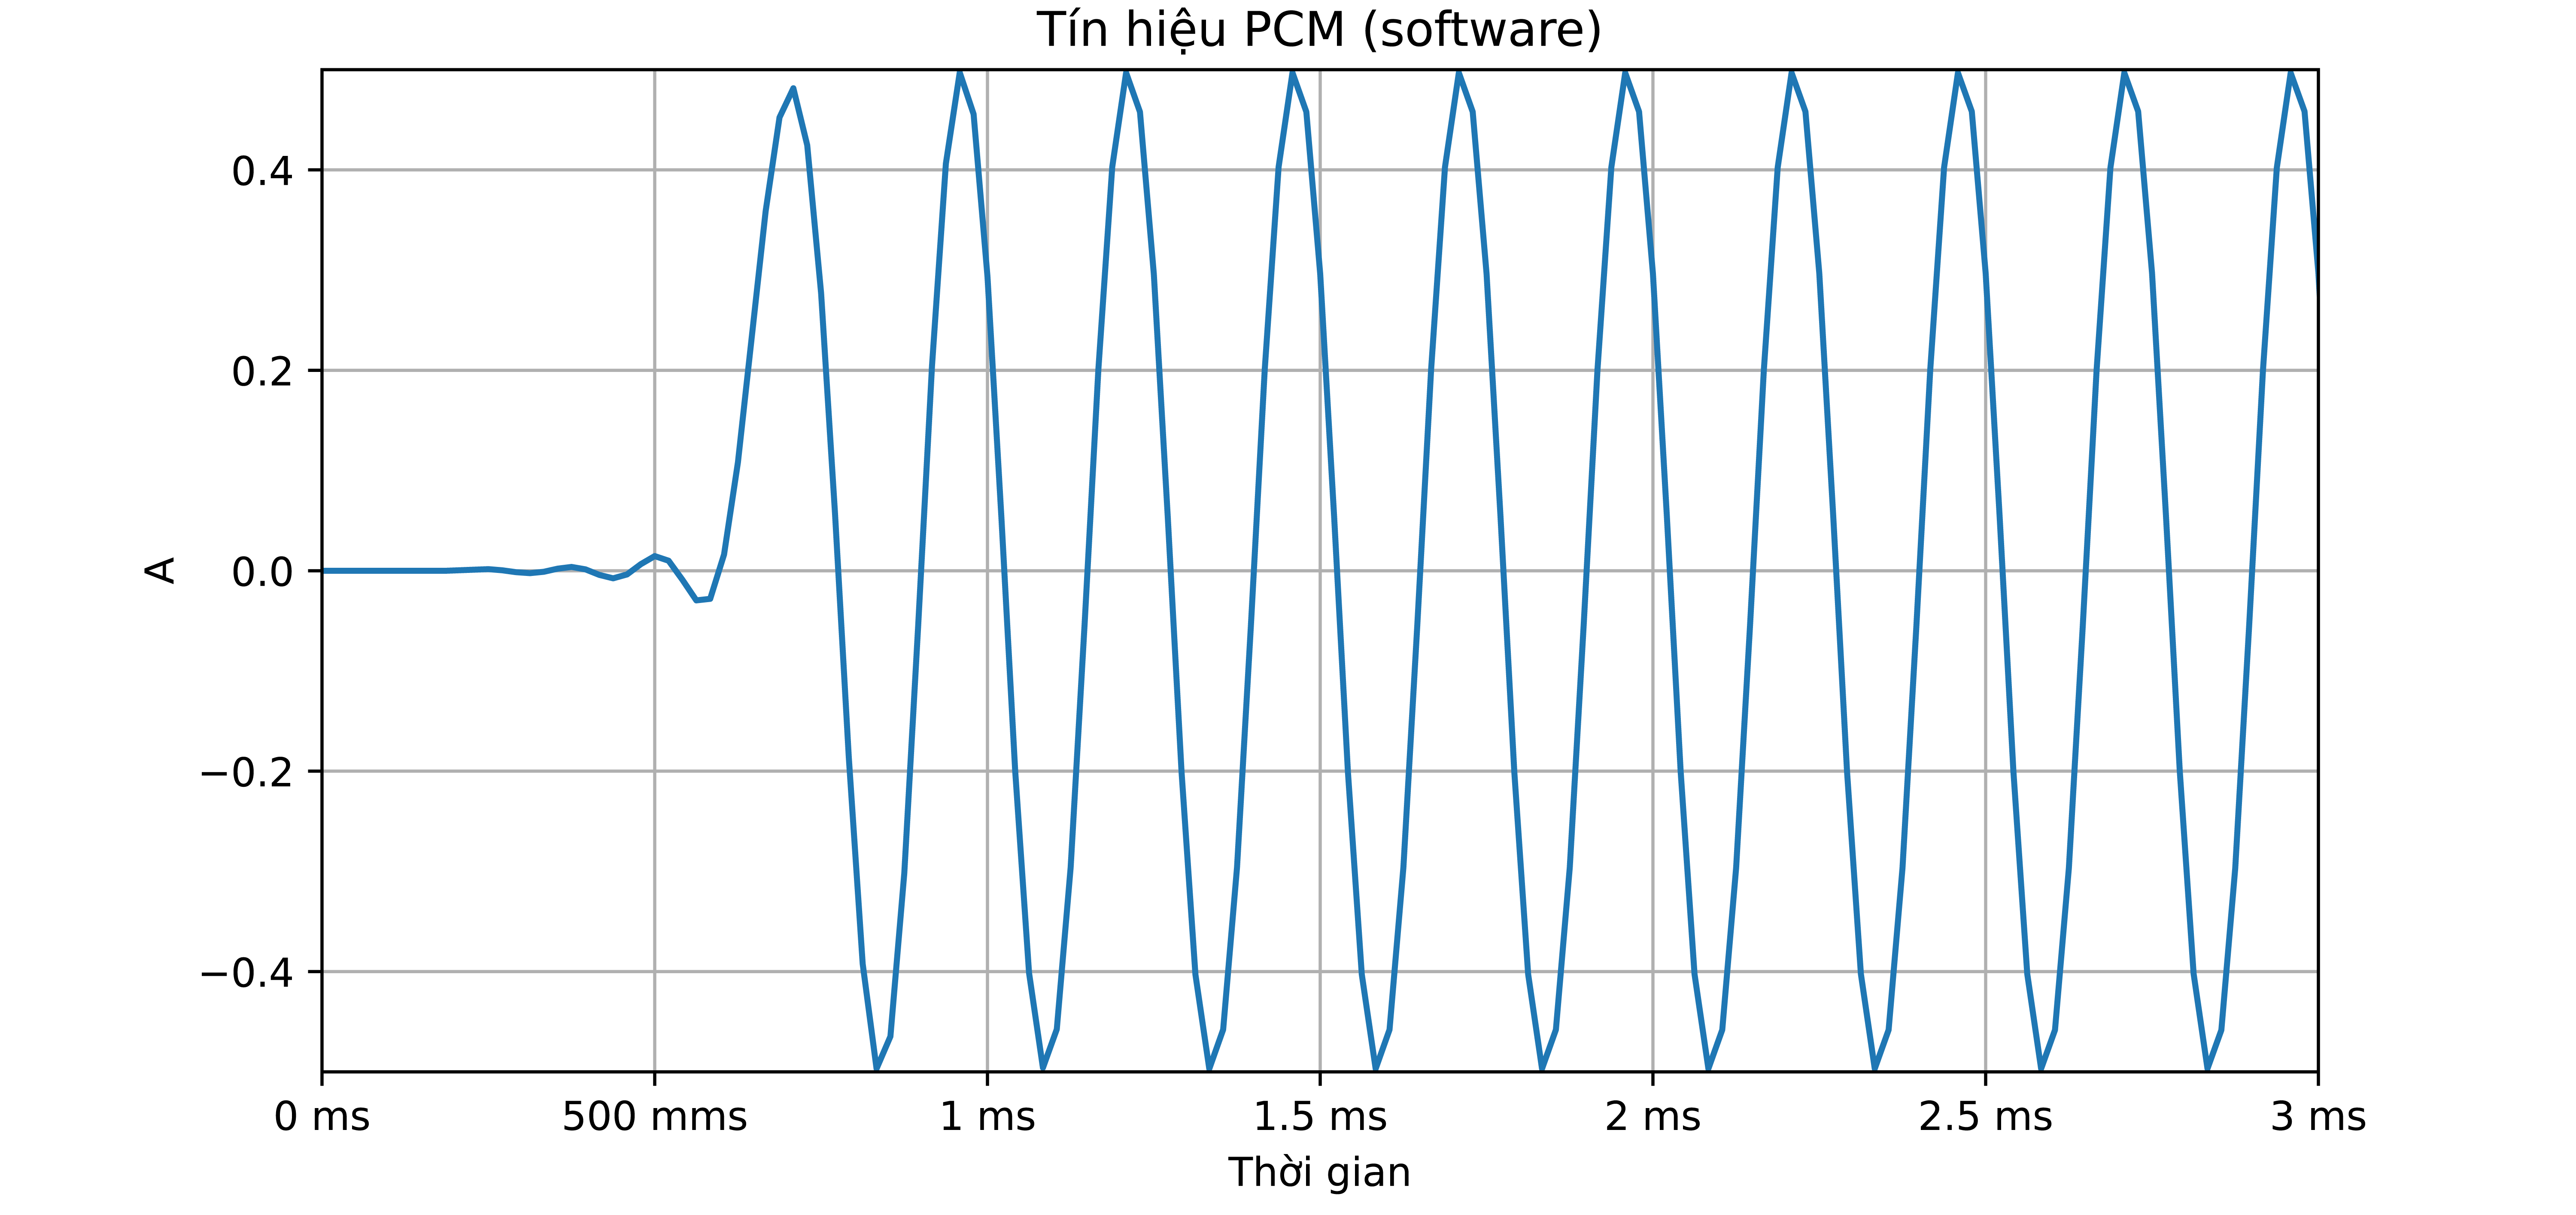 Tín hiệu PCM (software)
0.4
0.2
0.0
−0.2
−0.4
A
0 ms 500 mms 1 ms 1.5 ms 2 ms 2.5 ms 3 ms
Thời gian